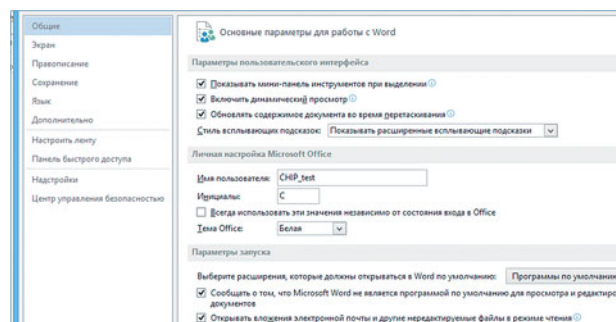 Общие
Экран
Правописание
Сохранение
Язык
Дополнительно
Настроить ленту
Панель быстрого доступа
Надстройки
Центр управления безопасностью
Основные параметры для работы с Word
Параметры пользовательского интерфейса
Показывать мини-панель инструментов при выделении
Включить динамический просмотр
Обновлять содержимое документа во время перетаскивания
Стиль всплывающих подсказок: Показывать расширенные всплывающие подсказки
Личная настройка Microsoft Office
Имя пользователя: CHIP_test
Инициалы: C
Всегда использовать эти значения независимо от состояния входа в Office
Тема Office: Белая
Параметры запуска
Выберите расширения, которые должны открываться в Word по умолчанию: Программы по умолчани
Сообщать о том, что Microsoft Word не является программой по умолчанию для просмотра и редактиро
документов
Открывать вложения электронной почты и другие нередактируемые файлы в режиме чтения